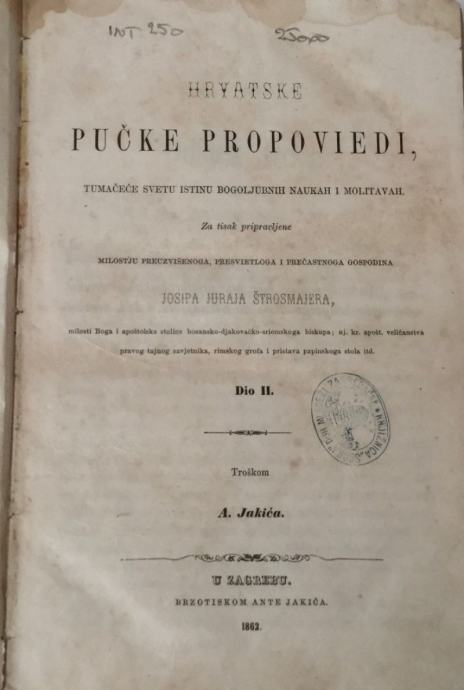 INT 250
HRVATSKE
PUČKE PROPOVIEDI,
TUMAČEĆE SVETU ISTINU BOGOLJUBNIH NAUKAH I MOLITAVAH.
Za tisak pripravljene
MILOSTJU PREUZVIŠENOGA, PRESVIETLOGA I PREČASTNOGA GOSPODINA
JOSIPA JURAJA ŠTROSMAJERA,
milosti Boga i apoštolske stolice bosansko-djakovačko-sriemskoga biskupa; nj. kr. apošt. veličanstva
pravog tajnog savjetnika, rimskog grofa i pristava papinskoga stola itd.
Dio II.
KNJIŽNICA
Troškom
A. Jakića.
U ZAGREBU.
BRZOTISKOM ANTE JAKIĆA.
1862.